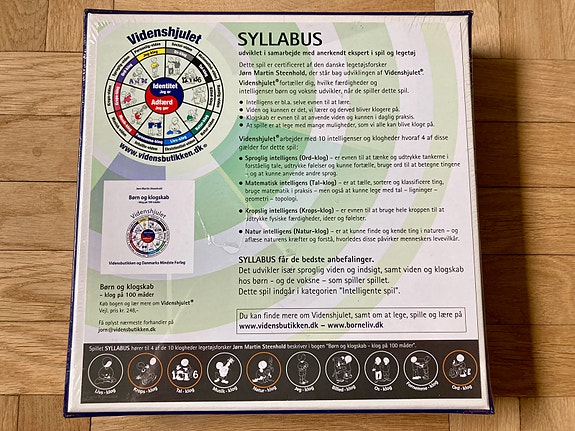 Videnshjulet
Identitet
Jeg er
Adfærd
Jeg gør
www.vidensbutikken.dk
SYLLABUS
udviklet i samarbejde med anerkendt ekspert i spil og legetøj
Dette spil er certificeret af den danske legetøjsforsker
Jørn Martin Steenhold, der står bag udviklingen af Videnshjulet®.
Videnshjulet® fortæller dig, hvilke færdigheder og
intelligenser børn og voksne udvikler, når de spiller dette spil.
• Intelligens er bl.a. selve evnen til at lære.
• Viden og kunnen er det, vi lærer og derved bliver klogere på.
• Klogskab er evnen til at anvende viden og kunnen i daglig praksis.
• At spille er at lege med mange muligheder, som vi alle kan blive kloge på.
Videnshjulet® arbejder med 10 intelligenser og klogheder hvoraf 4 af disse
gælder for dette spil:
• Sproglig intelligens (Ord-klog) – er evnen til at tænke og udtrykke tankerne i
forståelig tale, udtrykke følelser og kunne fortælle, bruge ord til at betegne tingene
– og at kunne anvende andre sprog.
• Matematisk intelligens (Tal-klog) – er at tælle, sortere og klassificere ting,
bruge matematik i praksis – men også at kunne lege med tal – ligninger –
geometri – topologi.
• Kropslig intelligens (Krops-klog) – er evnen til at bruge hele kroppen til at
udtrykke fysiske færdigheder, idéer og følelser.
• Natur intelligens (Natur-klog) – er at kunne finde og kende ting i naturen – og
aflæse naturens kræfter og forstå, hvorledes disse påvirker menneskers levevilkår.
SYLLABUS får de bedste anbefalinger.
Det udvikler især sproglig viden og indsigt, samt viden og klogskab
hos børn - og de voksne – som spiller spillet.
Dette spil indgår i kategorien "Intelligente spil".
Du kan finde mere om Videnshjulet, samt om at lege, spille og lære på
www.vidensbutikken.dk – www.borneliv.dk
Jørn Martin Steenhold
Børn og klogskab
- klog på 100 måder
Videnshjulet
Vidensbutikken og Danmarks Mindste Forlag
Børn og klogskab
- klog på 100 måder
Køb bogen og lær mere om Videnshjulet®
Vejl. pris kr. 248,-
Få oplyst nærmeste forhandler på
jorn@vidensbutikken.dk
Spillet SYLLABUS hører til 4 af de 10 klogheder legetøjsforsker Jørn Martin Steenhold beskriver i bogen "Børn og klogskab - klog på 100 måder".
Livs - klog
Krops - klog
Tal - klog
Musik - klog
Natur - klog
Jeg - klog
Billed - klog
Ord - klog